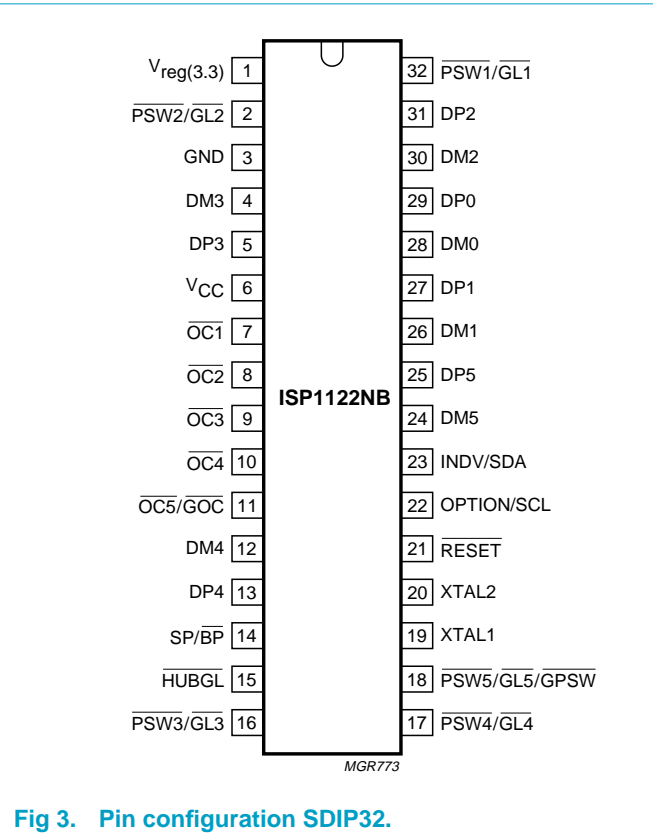 Vreg(3.3) 1
PSW2/GL2 2
GND 3
DM3 4
DP3 5
VCC 6
OC1 7
OC2 8
OC3 9
OC4 10
OC5/GOC 11
DM4 12
DP4 13
SP/BP 14
HUBGL 15
PSW3/GL3 16
ISP1122NB
32 PSW1/GL1
31 DP2
30 DM2
29 DP0
28 DM0
27 DP1
26 DM1
25 DP5
24 DM5
23 INDV/SDA
22 OPTION/SCL
21 RESET
20 XTAL2
19 XTAL1
18 PSW5/GL5/GPSW
17 PSW4/GL4
MGR773
Fig 3. Pin configuration SDIP32.